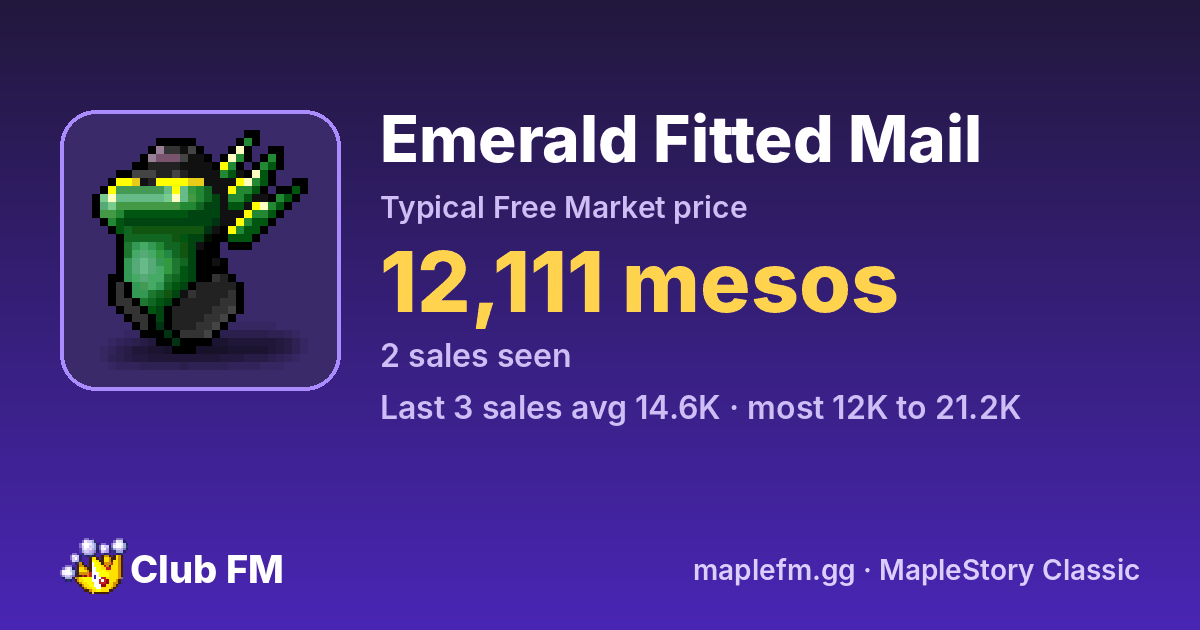 Emerald Fitted Mail
Typical Free Market price
12,111 mesos
2 sales seen
Last 3 sales avg 14.6K · most 12K to 21.2K
Club FM
maplefm.gg · MapleStory Classic